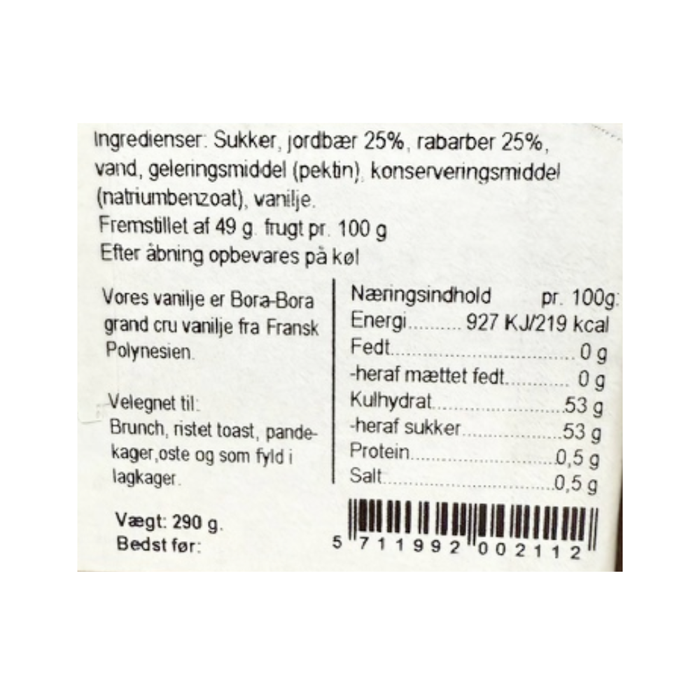 Ingredienser: Sukker, jordbær 25%, rabarber 25%,
vand, geleringsmiddel (pektin), konserveringsmiddel
(natriumbenzoat), vanilje.
Fremstillet af 49 g. frugt pr. 100 g
Efter åbning opbevares på køl
Vores vanilje er Bora-Bora
grand cru vanilje fra Fransk
Polynesien.
Velegnet til:
Brunch, ristet toast, pande-
kager,oste og som fyld i
lagkager.
Vægt: 290 g.
Bedst før:
Næringsindhold pr. 100g:
Energi.......... 927 KJ/219 kcal
Fedt....................................0 g
-heraf mættet fedt............. 0 g
Kulhydrat.........................53 g
-heraf sukker....................53 g
Protein............................0,5 g
Salt.................................0,5 g
5 711992 002112